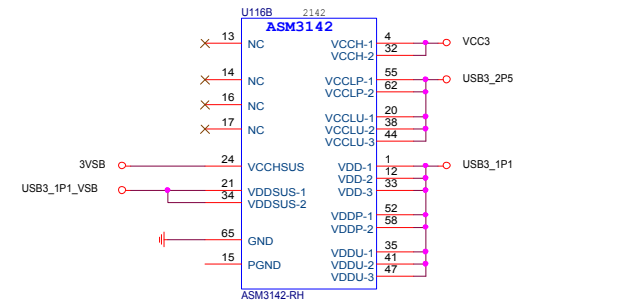 U116B 2142
ASM3142
13 NC VCCH-1 4 VCC3
VCCH-2 32
14 NC VCCLP-1 55 USB3_2P5
VCCLP-2 62
16 NC
VCCLU-1 20
17 NC VCCLU-2 38
VCCLU-3 44
3VSB 24 VCCHSUS VDD-1 1 USB3_1P1
VDD-2 12
USB3_1P1_VSB 21 VDDSUS-1 VDD-3 33
34 VDDSUS-2
VDDP-1 52
VDDP-2 58
65 GND
VDDU-1 35
15 PGND VDDU-2 41
VDDU-3 47
ASM3142-RH